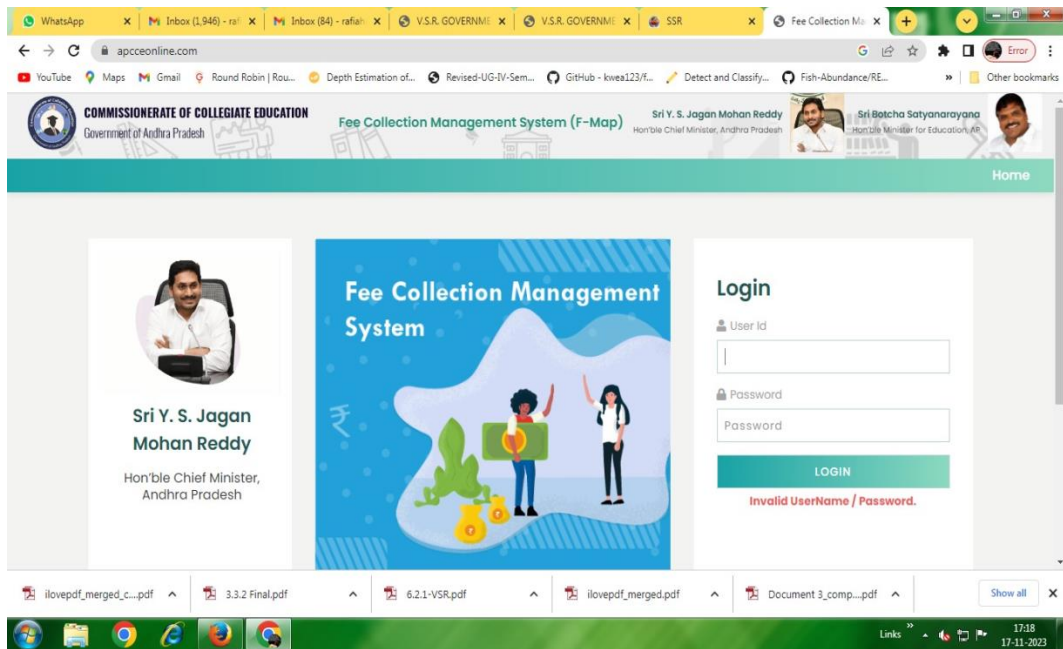 WhatsApp
Inbox (1,946) - raf
Inbox (84) - rafiah
V.S.R. GOVERNME
V.S.R. GOVERNME
SSR
Fee Collection Ma
apcceonline.com
Error
YouTube
Maps
Gmail
Round Robin | Rou...
Depth Estimation of...
Revised-UG-IV-Sem...
GitHub - kwea123/f...
Detect and Classify...
Fish-Abundance/RE...
»
Other bookmarks
COMMISSIONERATE OF COLLEGIATE EDUCATION
Government of Andhra Pradesh
Fee Collection Management System (F-Map)
Sri Y. S. Jagan Mohan Reddy
Hon'ble Chief Minister, Andhra Pradesh
Sri Botcha Satyanarayana
Hon'ble Minister for Education, AP
Home
Sri Y. S. Jagan
Mohan Reddy
Hon'ble Chief Minister,
Andhra Pradesh
Fee Collection Management
System
Login
User Id
Password
Password
LOGIN
Invalid UserName / Password.
ilovepdf_merged_c....pdf
3.3.2 Final.pdf
6.2.1-VSR.pdf
ilovepdf_merged.pdf
Document 3_comp....pdf
Show all
Links
»
17:18
17-11-2023